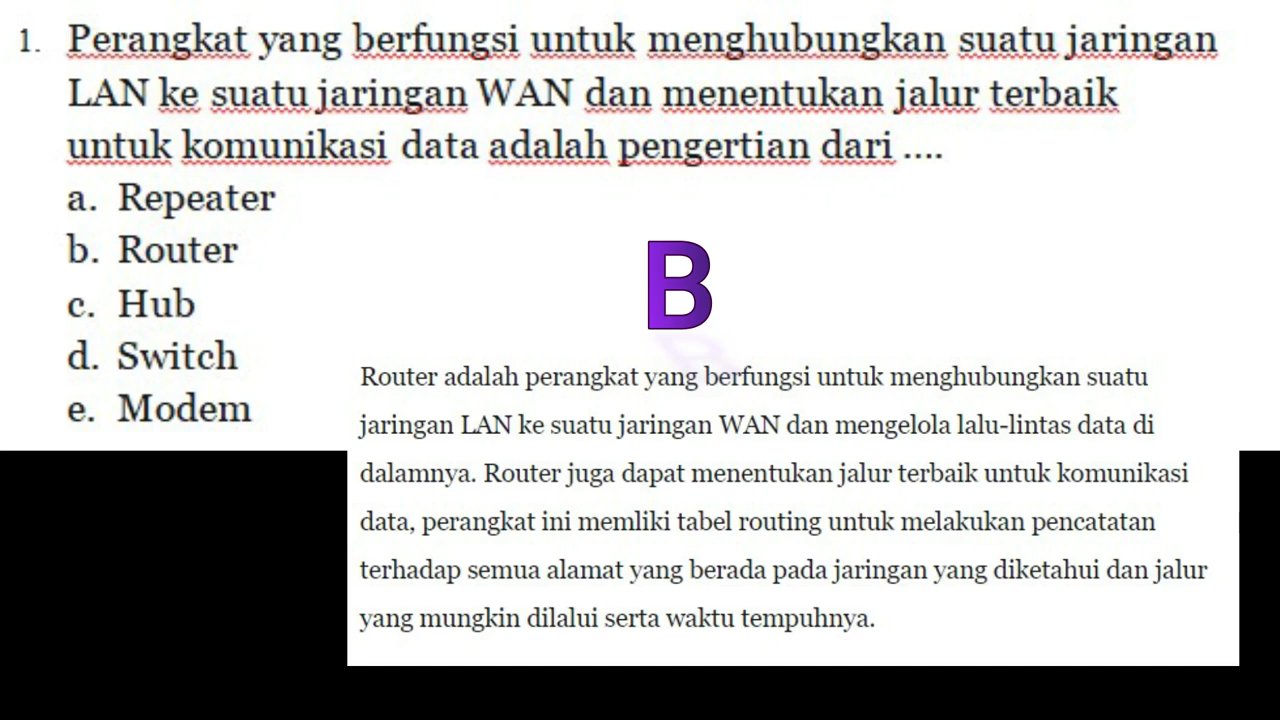 1. Perangkat yang berfungsi untuk menghubungkan suatu jaringan
LAN ke suatu jaringan WAN dan menentukan jalur terbaik
untuk komunikasi data adalah pengertian dari ....
a. Repeater
b. Router
c. Hub
d. Switch
e. Modem
B
Router adalah perangkat yang berfungsi untuk menghubungkan suatu
jaringan LAN ke suatu jaringan WAN dan mengelola lalu-lintas data di
dalamnya. Router juga dapat menentukan jalur terbaik untuk komunikasi
data, perangkat ini memliki tabel routing untuk melakukan pencatatan
terhadap semua alamat yang berada pada jaringan yang diketahui dan jalur
yang mungkin dilalui serta waktu tempuhnya.